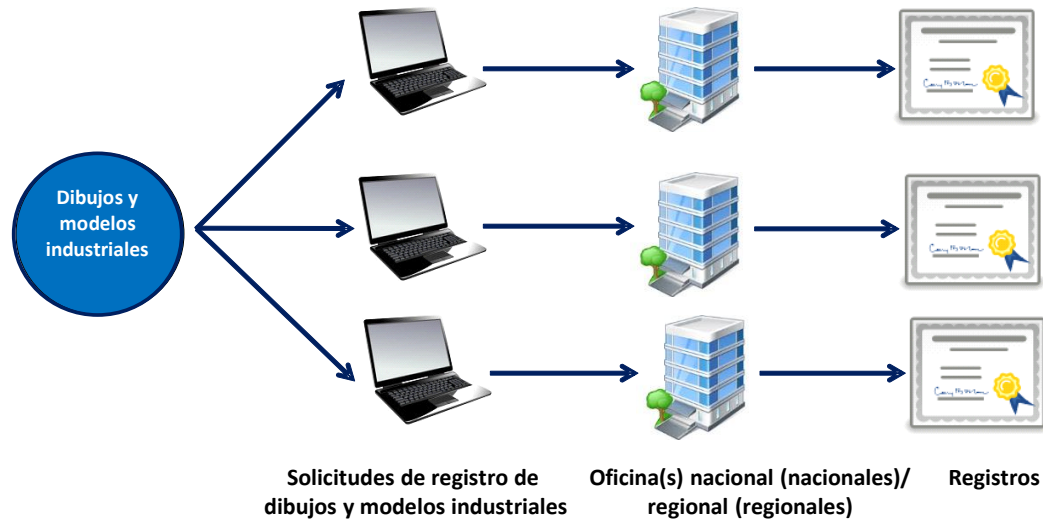 Dibujos y
modelos
industriales
Solicitudes de registro de
dibujos y modelos industriales
Oficina(s) nacional (nacionales)/
regional (regionales)
Registros